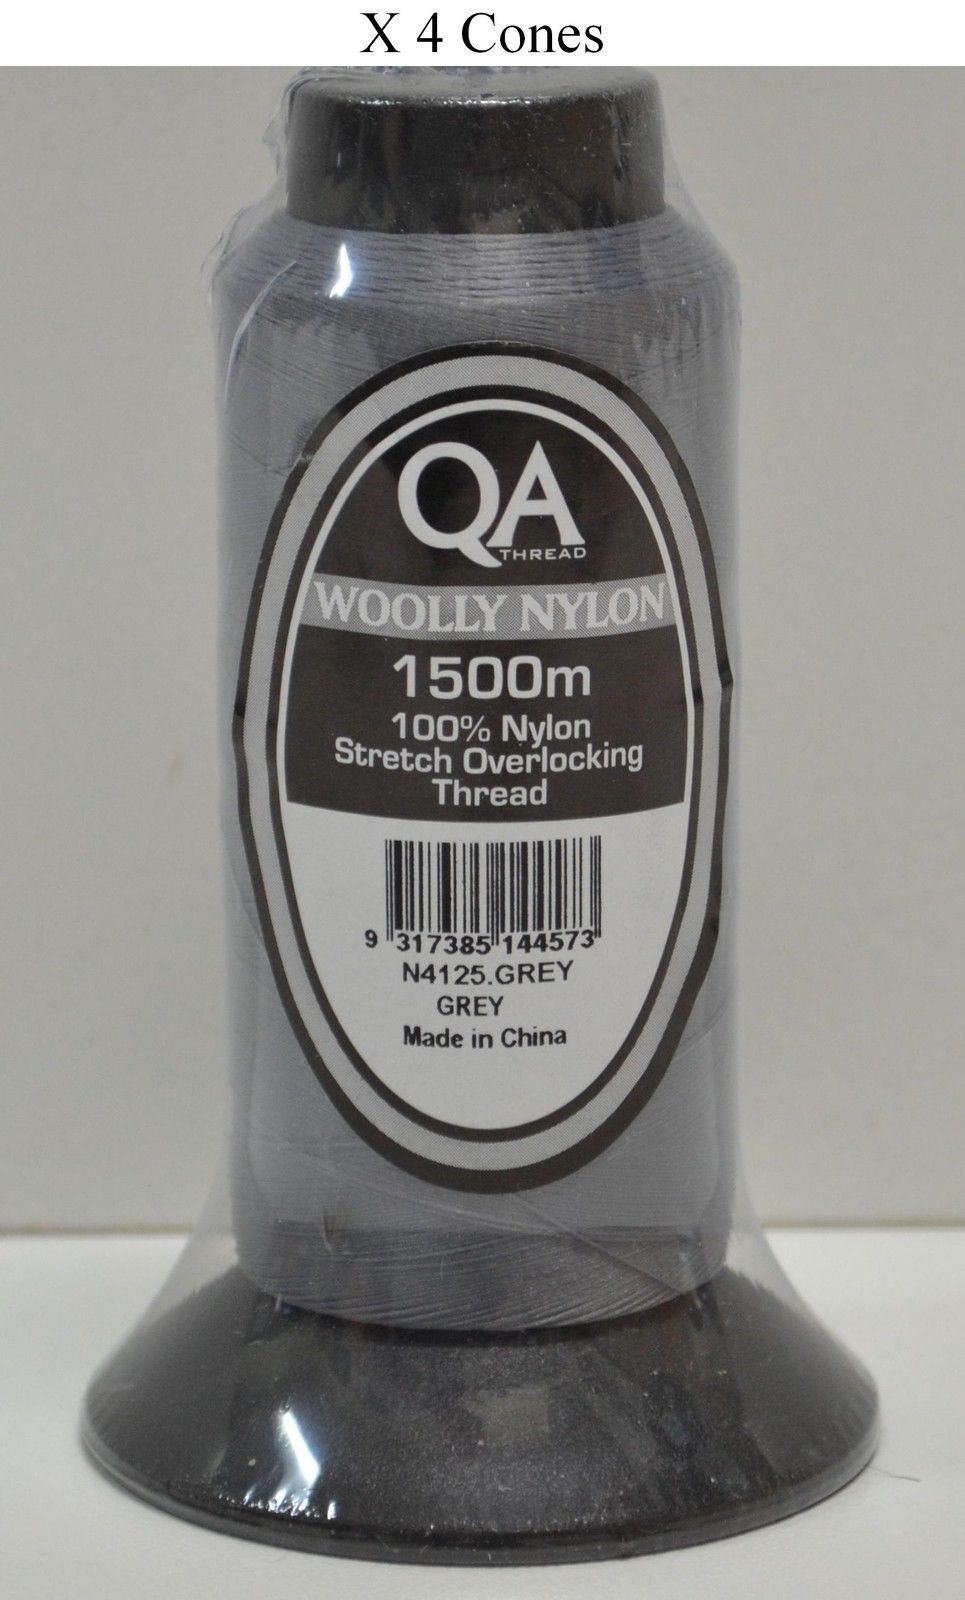 X 4 Cones
QA
THREAD
WOOLLY NYLON
1500m
100% Nylon
Stretch Overlocking
Thread
9 317385 144573
N4125.GREY
GREY
Made in China